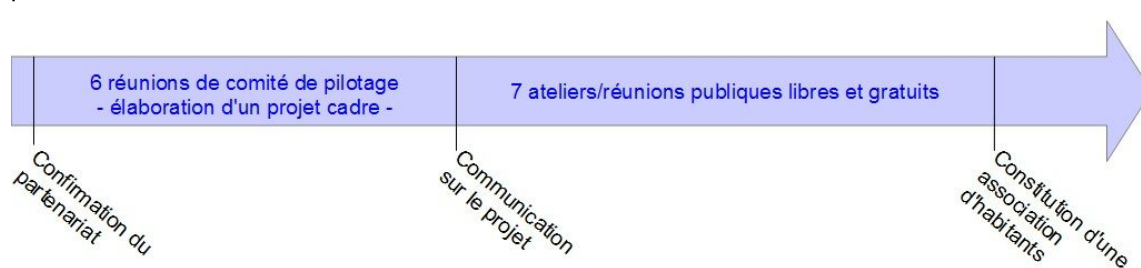 6 réunions de comité de pilotage
- élaboration d'un projet cadre -
7 ateliers/réunions publiques libres et gratuits
Confirmation du
partenariat
Communication
sur le projet
Constitution d'une
association
d'habitants